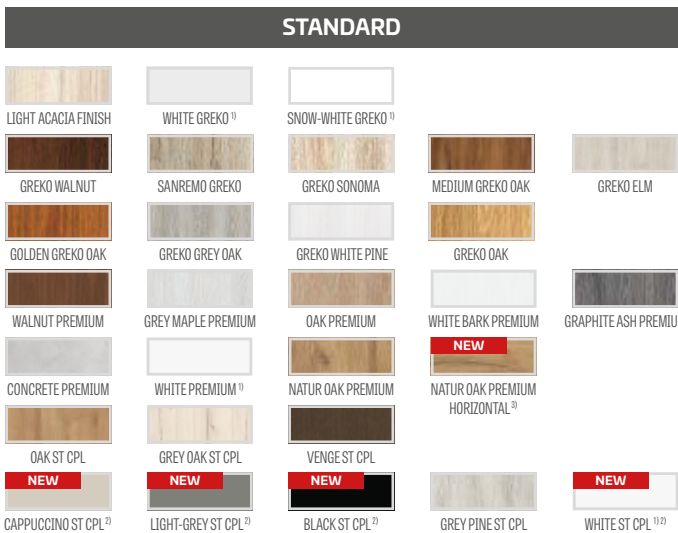 STANDARD
LIGHT ACACIA FINISH
WHITE GREKO 1)
SNOW-WHITE GREKO 1)
GREKO WALNUT
SANREMO GREKO
GREKO SONOMA
MEDIUM GREKO OAK
GREKO ELM
GOLDEN GREKO OAK
GREKO GREY OAK
GREKO WHITE PINE
GREKO OAK
WALNUT PREMIUM
GREY MAPLE PREMIUM
OAK PREMIUM
WHITE BARK PREMIUM
GRAPHITE ASH PREMIU
CONCRETE PREMIUM
WHITE PREMIUM 1)
NATUR OAK PREMIUM
NEW
NATUR OAK PREMIUM
HORIZONTAL 3)
OAK ST CPL
GREY OAK ST CPL
VENGE ST CPL
NEW
CAPPUCCINO ST CPL 2)
NEW
LIGHT-GREY ST CPL 2)
NEW
BLACK ST CPL 2)
GREY PINE ST CPL
NEW
WHITE ST CPL 1) 2)